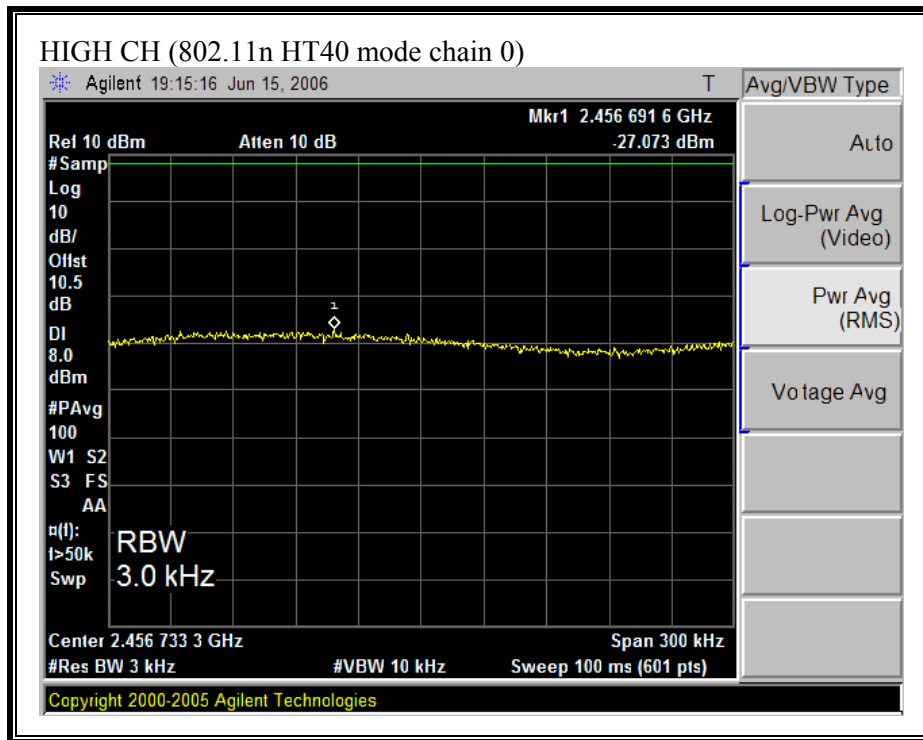 HIGH CH (802.11n HT40 mode chain 0)
Agilent 19:15:16 Jun 15, 2006 T
Avg/VBW Type
Mkr1 2.456 691 6 GHz
Ref 10 dBm Atten 10 dB -27.073 dBm
#Samp
Log
10
dB/
Offst
10.5
dB
DI
8.0
dBm
#PAvg
100
W1 S2
S3 FS
AA
¤(f):
f>50k
Swp
1
RBW
3.0 kHz
Center 2.456 733 3 GHz Span 300 kHz
#Res BW 3 kHz #VBW 10 kHz Sweep 100 ms (601 pts)
Copyright 2000-2005 Agilent Technologies
Auto
Log-Pwr Avg
(Video)
Pwr Avg
(RMS)
Vo tage Avg